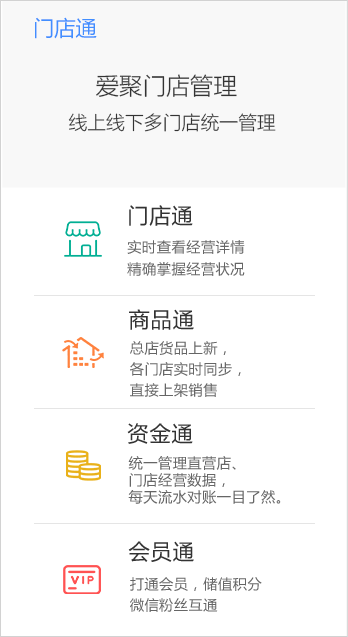 门店通
爱聚门店管理
线上线下多门店统一管理
门店通
实时查看经营详情
精确掌握经营状况
商品通
总店货品上新，
各门店实时同步，
直接上架销售
资金通
统一管理直营店、
门店经营数据，
每天流水对账一目了然。
VIP
会员通
打通会员，储值积分
微信粉丝互通